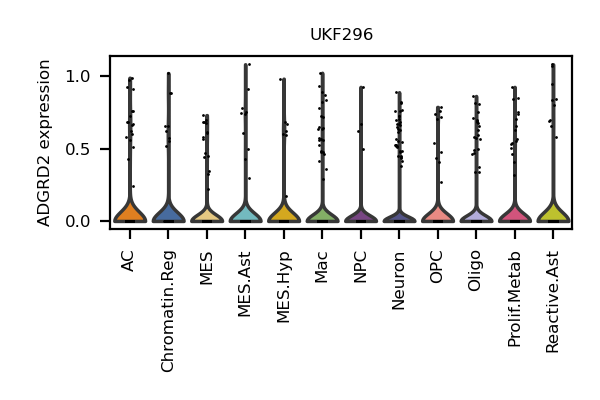 UKF296
ADGRD2 expression
1.0
0.5
0.0
AC
Chromatin.Reg
MES
MES.Ast
MES.Hyp
Mac
NPC
Neuron
OPC
Oligo
Prolif.Metab
Reactive.Ast